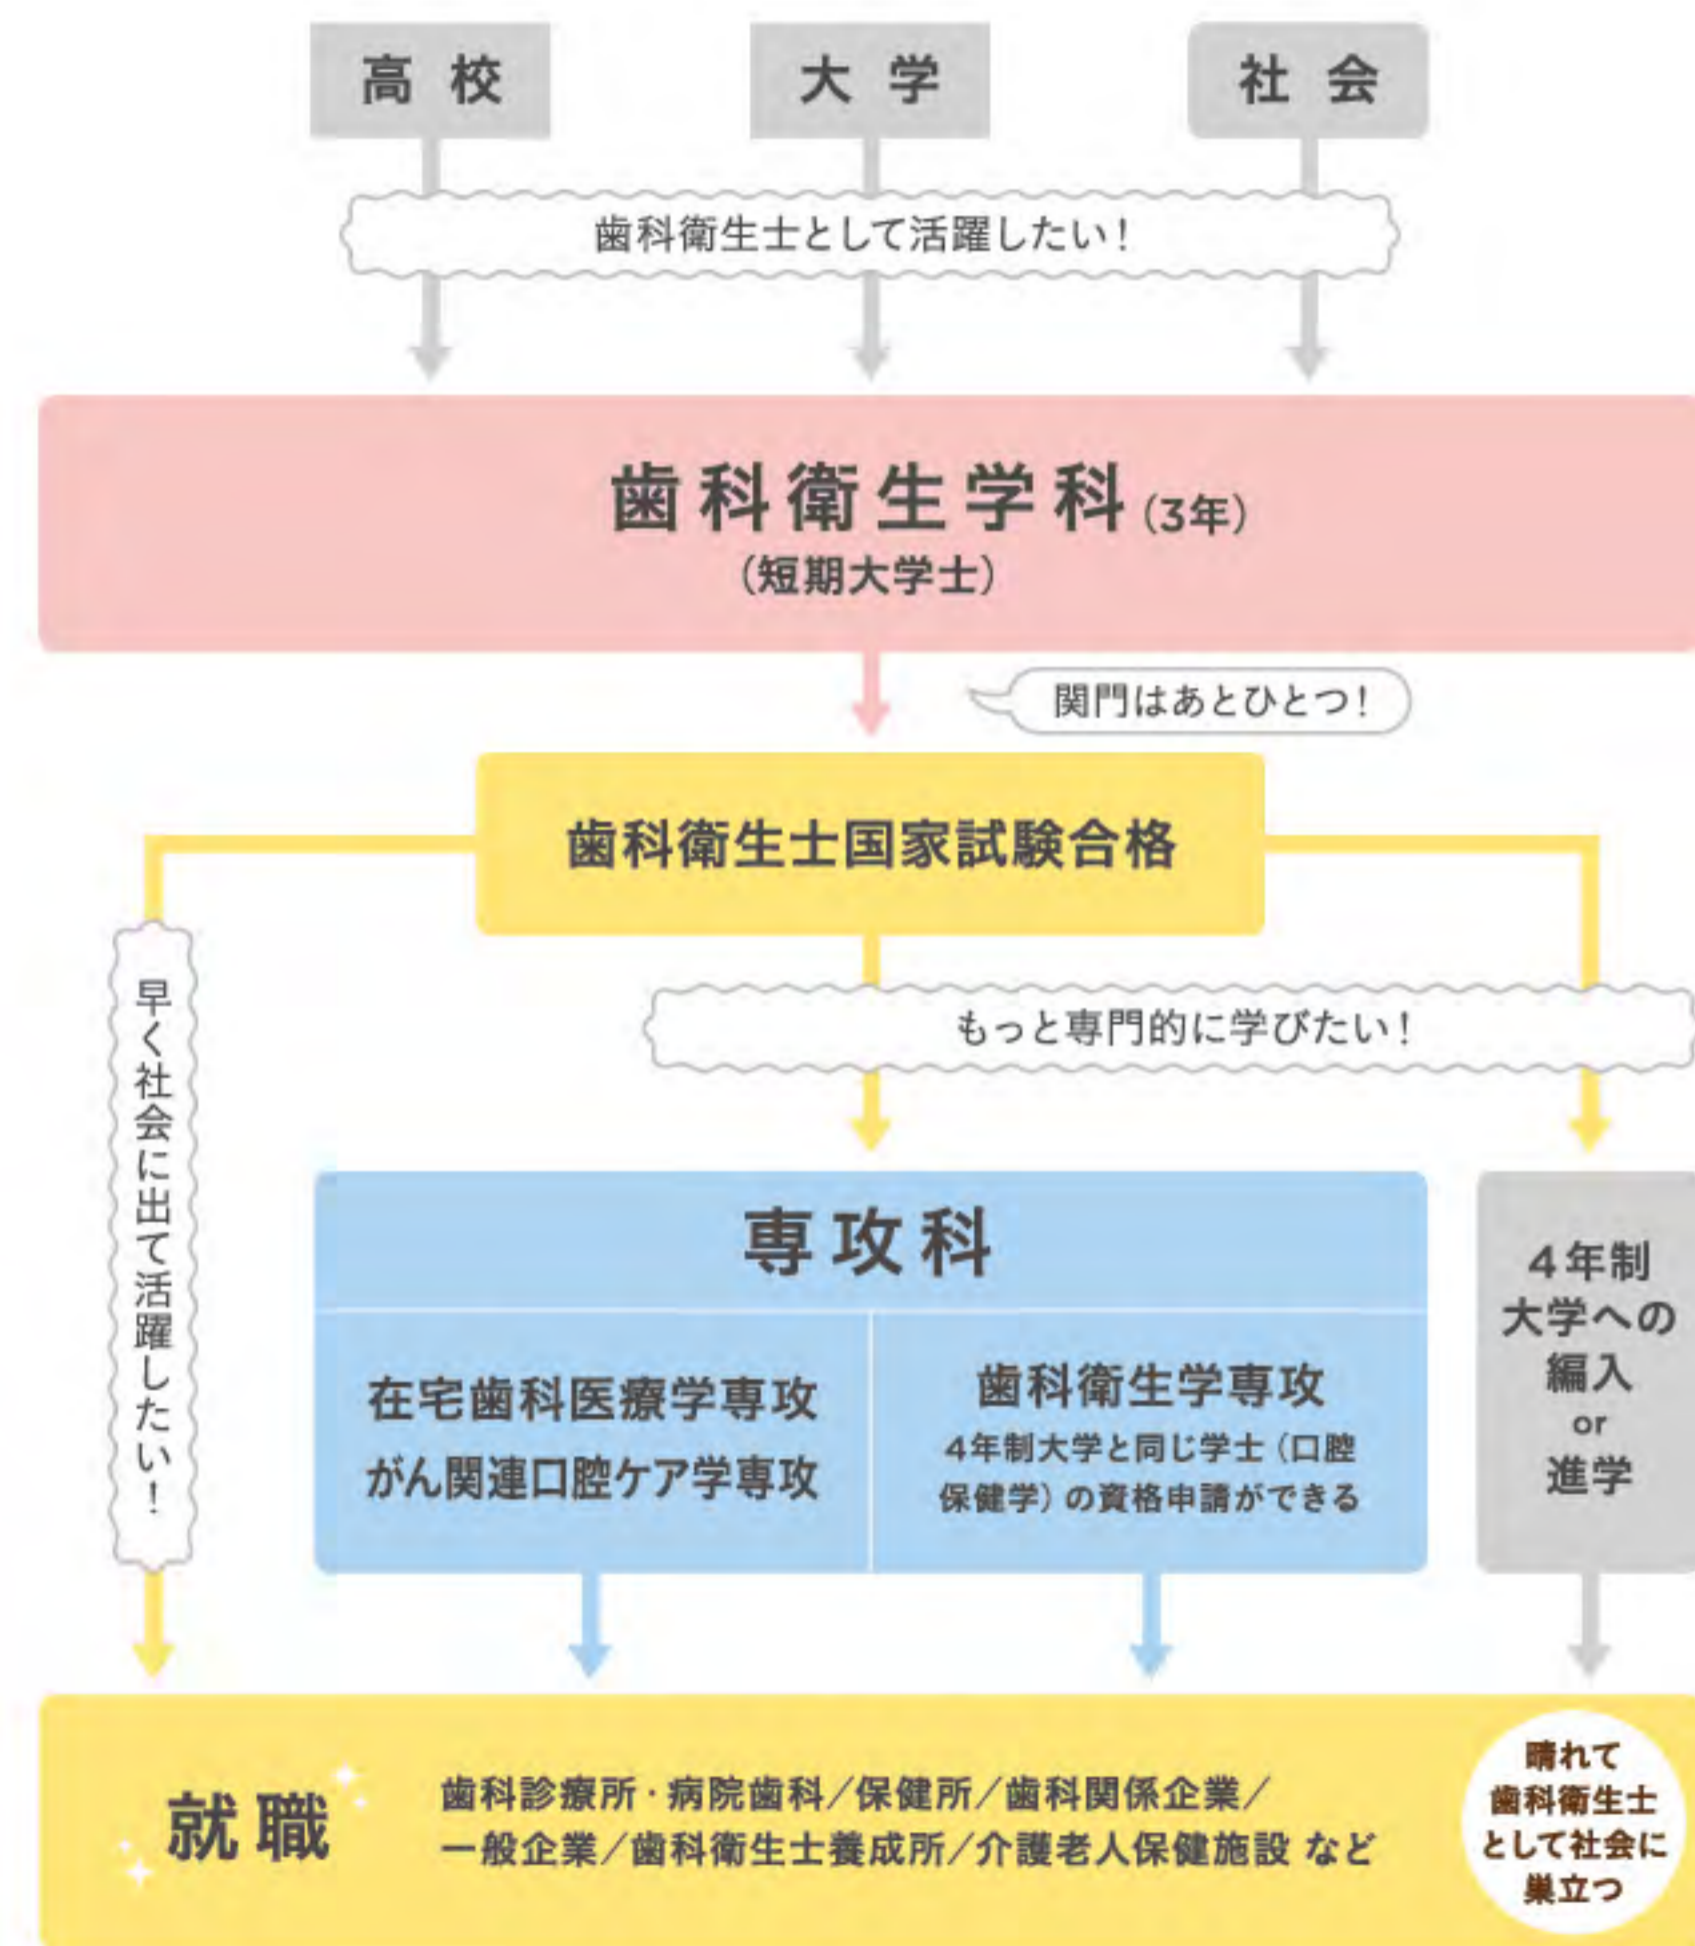 高校
大学
社会
歯科衛生士として活躍したい！
歯科衛生学科（3年）
（短期大学士）
関門はあとひとつ！
歯科衛生士国家試験合格
早く社会に出て活躍したい！
もっと専門的に学びたい！
専攻科
在宅歯科医療学専攻
がん関連口腔ケア学専攻
歯科衛生学専攻
4年制大学と同じ学士（口腔
保健学）の資格申請ができる
4年制
大学への
編入
or
進学
就職
歯科診療所・病院歯科／保健所／歯科関係企業／
一般企業／歯科衛生士養成所／介護老人保健施設 など
晴れて
歯科衛生士
として社会に
巣立つ